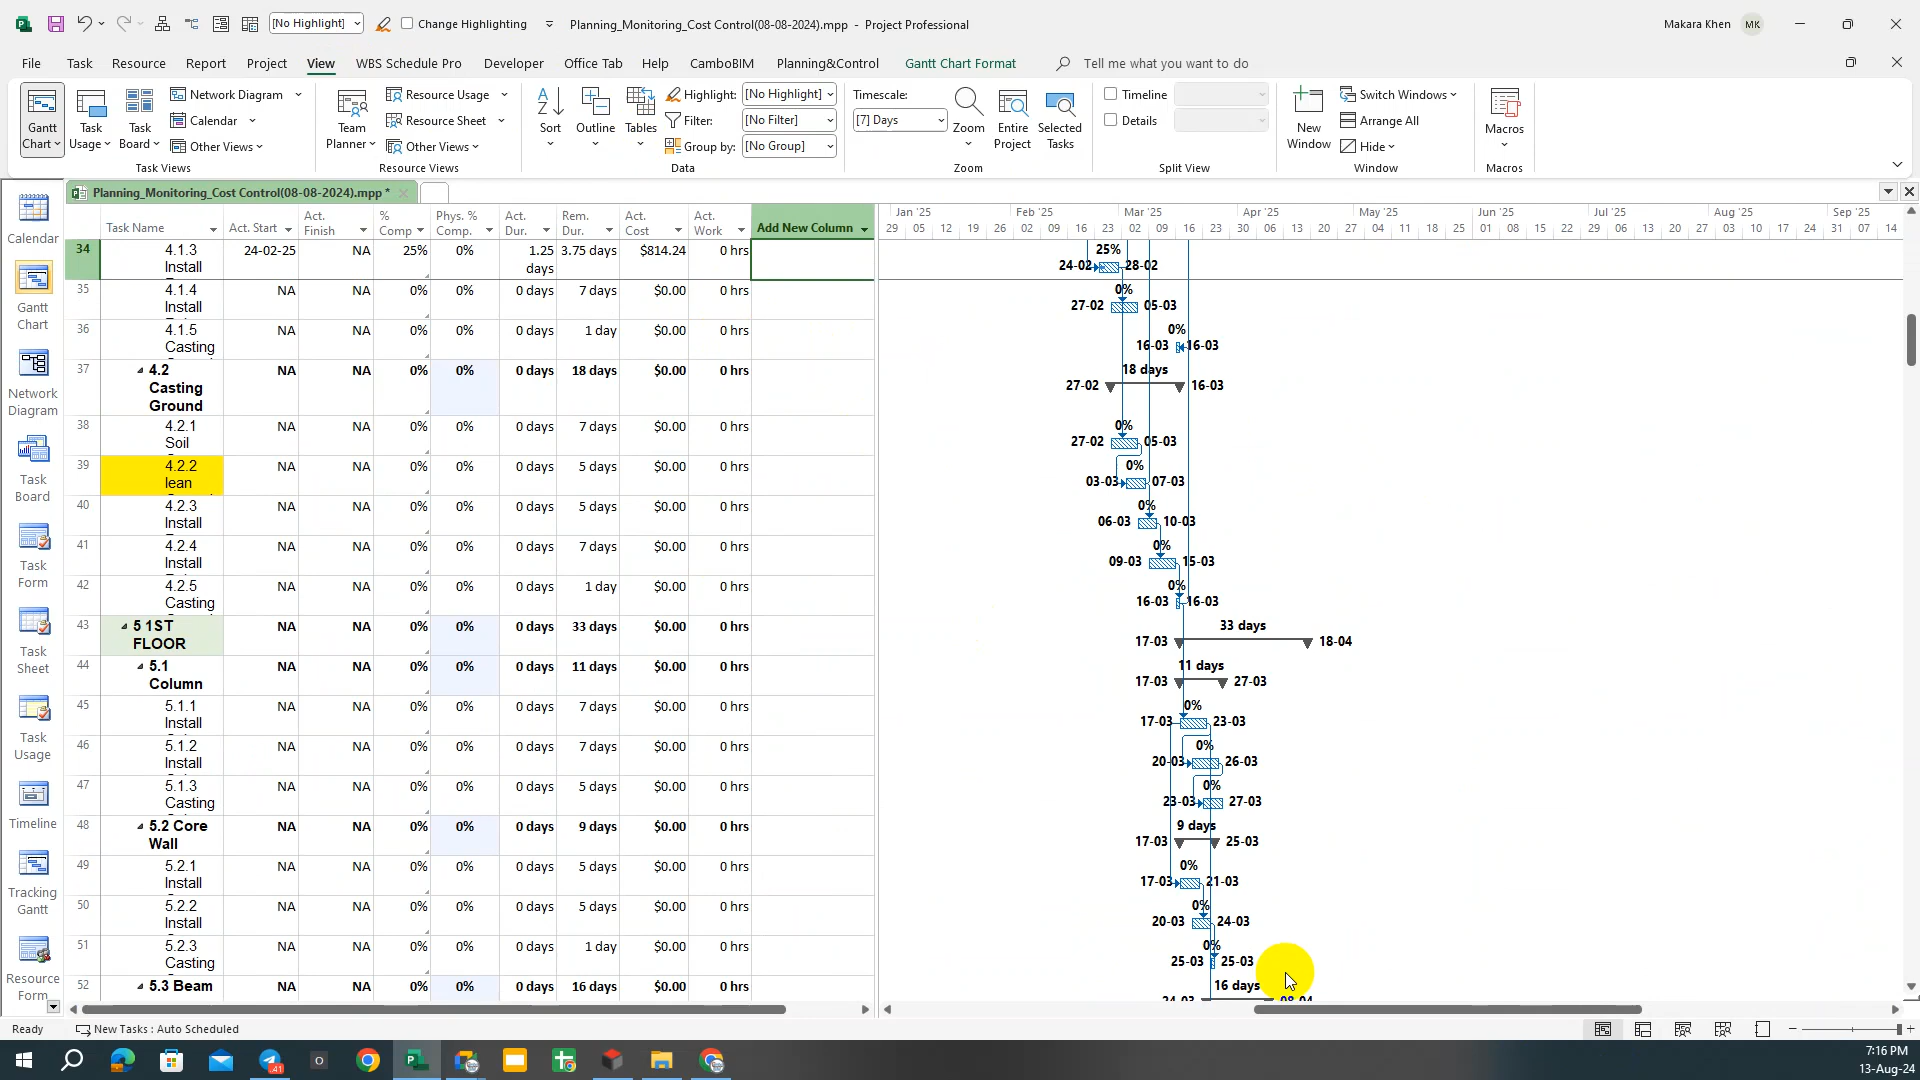 [No Highlight]
Change Highlighting
Planning_Monitoring_Cost Control(08-08-2024).mpp - Project Professional
Makara Khen
MK
File Task Resource Report Project View WBS Schedule Pro Developer Office Tab Help CamboBIM Planning&Control Gantt Chart Format Tell me what you want to do
Gantt Chart
Task Usage
Task Board
Network Diagram
Calendar
Other Views
Task Views
Team Planner
Resource Usage
Resource Sheet
Other Views
Resource Views
Sort
Outline
Tables
Highlight: [No Highlight]
Filter: [No Filter]
Group by: [No Group]
Data
Timescale:
[7] Days
Zoom
Entire Project
Selected Tasks
Zoom
Timeline
Details
Split View
New Window
Switch Windows
Arrange All
Hide
Window
Macros
Macros
Planning_Monitoring_Cost Control(08-08-2024).mpp *
Calendar
Gantt Chart
Network Diagram
Task Board
Task Form
Task Sheet
Task Usage
Timeline
Tracking Gantt
Resource Form
Task Name Act. Start Act. Finish % Comp Phys. % Comp. Act. Dur. Rem. Dur. Act. Cost Act. Work Add New Column
34 4.1.3 Install 24-02-25 NA 25% 0% 1.25 days 3.75 days $814.24 0 hrs
35 4.1.4 Install NA NA 0% 0% 0 days 7 days $0.00 0 hrs
36 4.1.5 Casting NA NA 0% 0% 0 days 1 day $0.00 0 hrs
37 4.2 Casting Ground NA NA 0% 0% 0 days 18 days $0.00 0 hrs
38 4.2.1 Soil NA NA 0% 0% 0 days 7 days $0.00 0 hrs
39 4.2.2 lean NA NA 0% 0% 0 days 5 days $0.00 0 hrs
40 4.2.3 Install NA NA 0% 0% 0 days 5 days $0.00 0 hrs
41 4.2.4 Install NA NA 0% 0% 0 days 7 days $0.00 0 hrs
42 4.2.5 Casting NA NA 0% 0% 0 days 1 day $0.00 0 hrs
43 5 1ST FLOOR NA NA 0% 0% 0 days 33 days $0.00 0 hrs
44 5.1 Column NA NA 0% 0% 0 days 11 days $0.00 0 hrs
45 5.1.1 Install NA NA 0% 0% 0 days 7 days $0.00 0 hrs
46 5.1.2 Install NA NA 0% 0% 0 days 7 days $0.00 0 hrs
47 5.1.3 Casting NA NA 0% 0% 0 days 5 days $0.00 0 hrs
48 5.2 Core Wall NA NA 0% 0% 0 days 9 days $0.00 0 hrs
49 5.2.1 Install NA NA 0% 0% 0 days 5 days $0.00 0 hrs
50 5.2.2 Install NA NA 0% 0% 0 days 5 days $0.00 0 hrs
51 5.2.3 Casting NA NA 0% 0% 0 days 1 day $0.00 0 hrs
52 5.3 Beam NA NA 0% 0% 0 days 16 days $0.00 0 hrs
Jan '25 Feb '25 Mar '25 Apr '25 May '25 Jun '25 Jul '25 Aug '25 Sep '25
29 05 12 19 26 02 09 16 23 02 09 16 23 30 06 13 20 27 04 11 18 25 01 08 15 22 29 06 13 20 27 03 10 17 24 31 07 14
25%
24-02 28-02
0%
27-02 05-03
0%
16-03 16-03
18 days
27-02 16-03
0%
27-02 05-03
0%
03-03 07-03
0%
06-03 10-03
0%
09-03 15-03
0%
16-03 16-03
33 days
17-03 18-04
11 days
17-03 27-03
0%
17-03 23-03
0%
20-03 26-03
0%
23-03 27-03
9 days
17-03 25-03
0%
17-03 21-03
0%
20-03 24-03
0%
25-03 25-03
16 days
24-03 08-04
Ready New Tasks : Auto Scheduled
41
7:16 PM
13-Aug-24